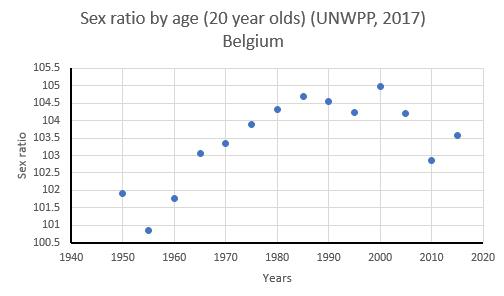 Sex ratio by age (20 year olds) (UNWPP, 2017)
Belgium
105.5
105
104.5
104
103.5
103
102.5
102
101.5
101
100.5
Sex ratio
1940 1950 1960 1970 1980 1990 2000 2010 2020
Years